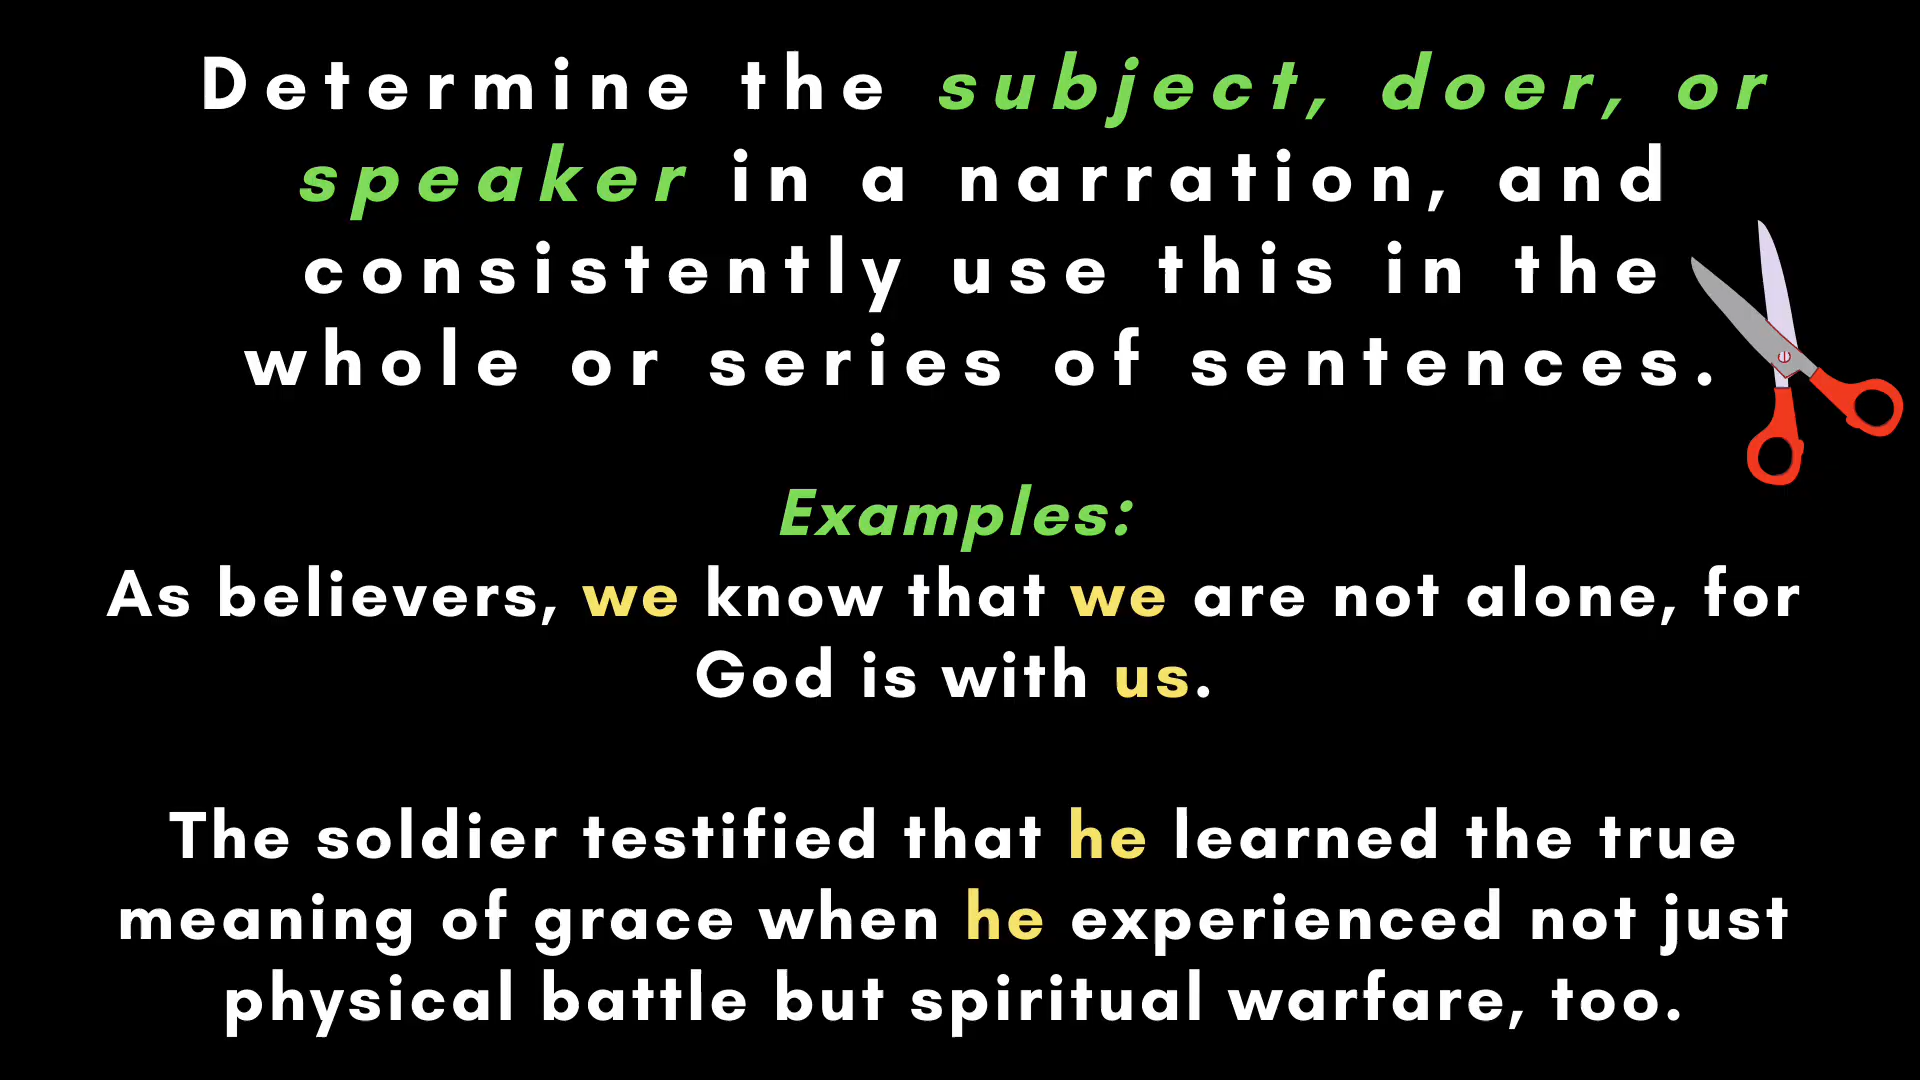 Determine the subject, doer, or
speaker in a narration, and
consistently use this in the
whole or series of sentences.
Examples:
As believers, we know that we are not alone, for
God is with us.
The soldier testified that he learned the true
meaning of grace when he experienced not just
physical battle but spiritual warfare, too.